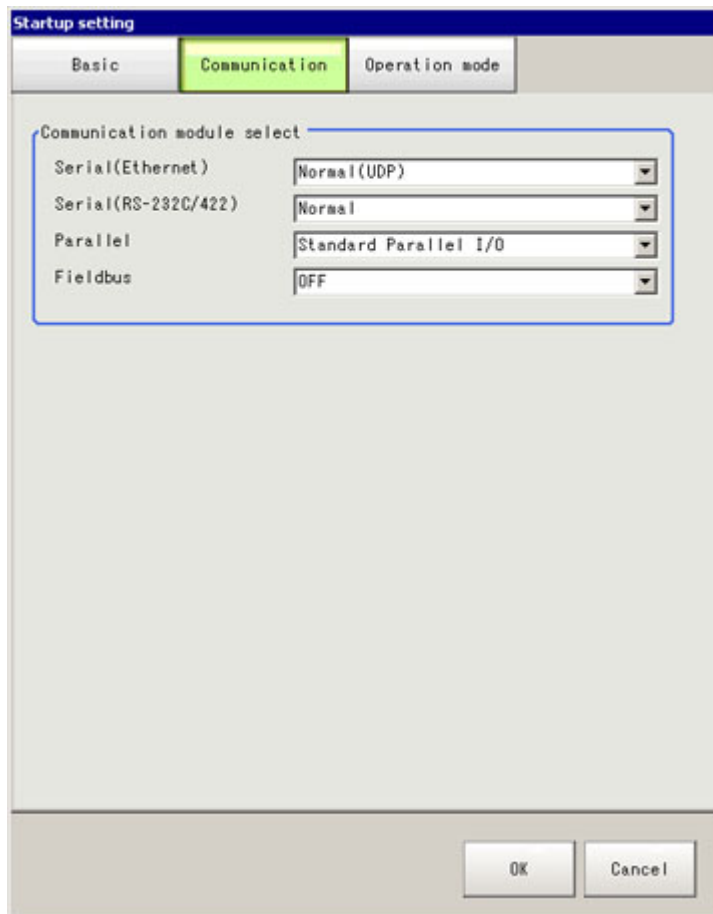 Startup setting
Basic Communication Operation mode
Communication module select
Serial(Ethernet) Normal(UDP)
Serial(RS-232C/422) Normal
Parallel Standard Parallel I/O
Fieldbus OFF
OK Cancel